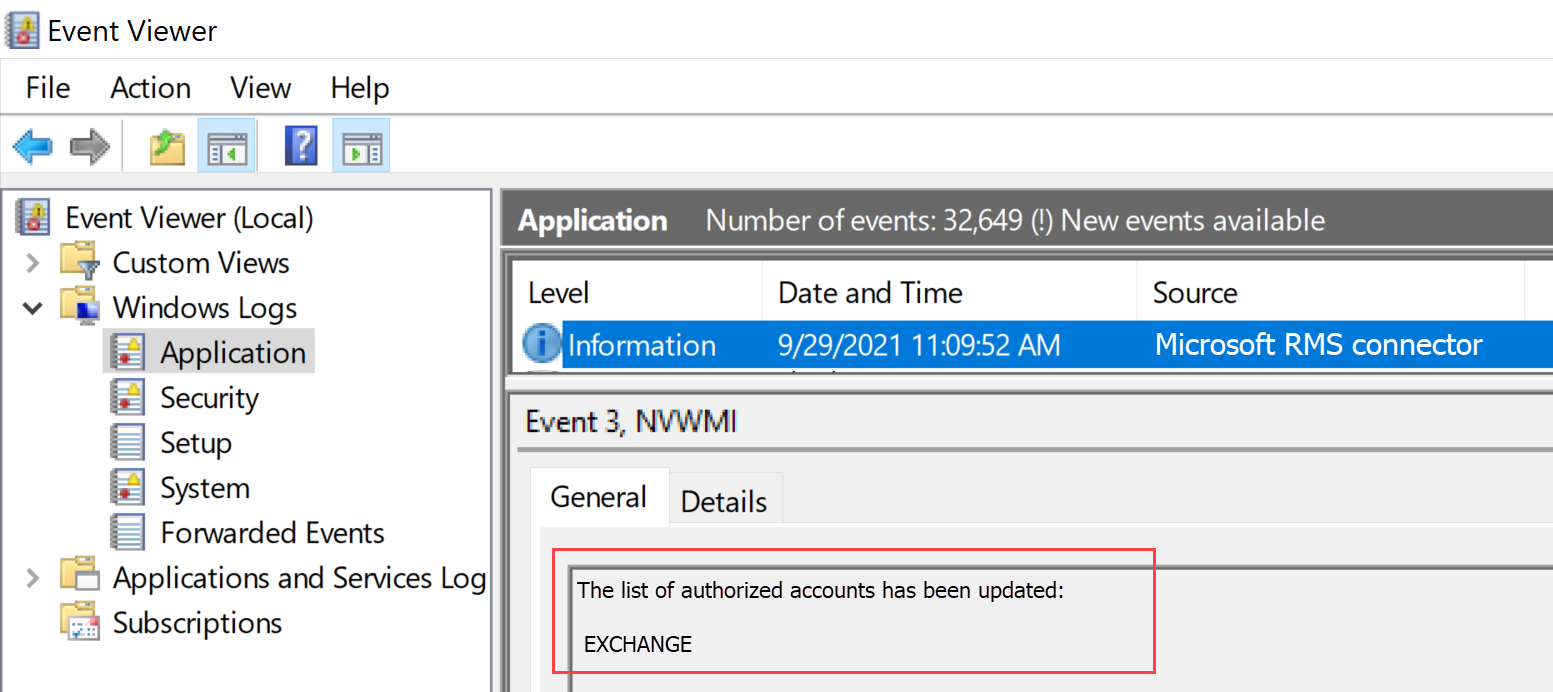 Event Viewer
File Action View Help
Event Viewer (Local)
Custom Views
Windows Logs
Application
Security
Setup
System
Forwarded Events
Applications and Services Log
Subscriptions
Application Number of events: 32,649 (!) New events available
Level Date and Time Source
Information 9/29/2021 11:09:52 AM Microsoft RMS connector
Event 3, NVWMI
General Details
The list of authorized accounts has been updated:
EXCHANGE